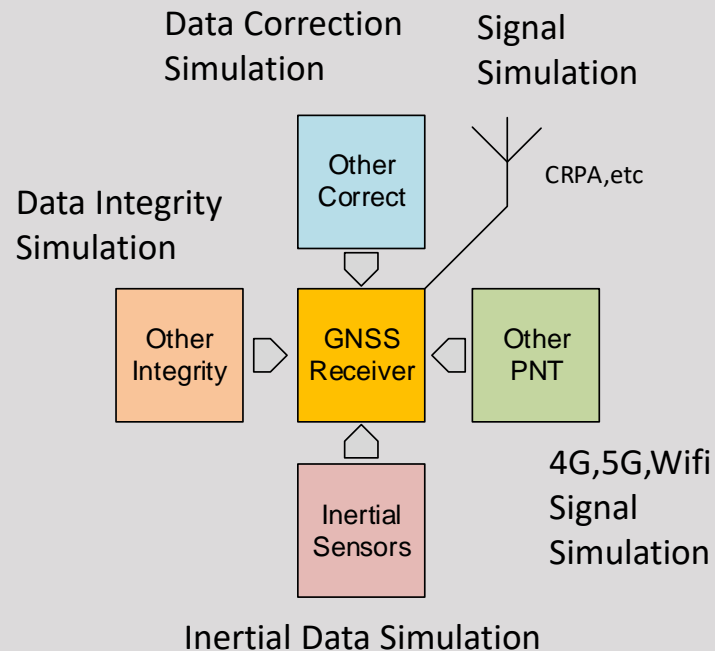 Data Correction
Simulation
Signal
Simulation
Other
Correct
CRPA,etc
Data Integrity
Simulation
Other
Integrity
GNSS
Receiver
Other
PNT
4G,5G,Wifi
Signal
Simulation
Inertial
Sensors
Inertial Data Simulation